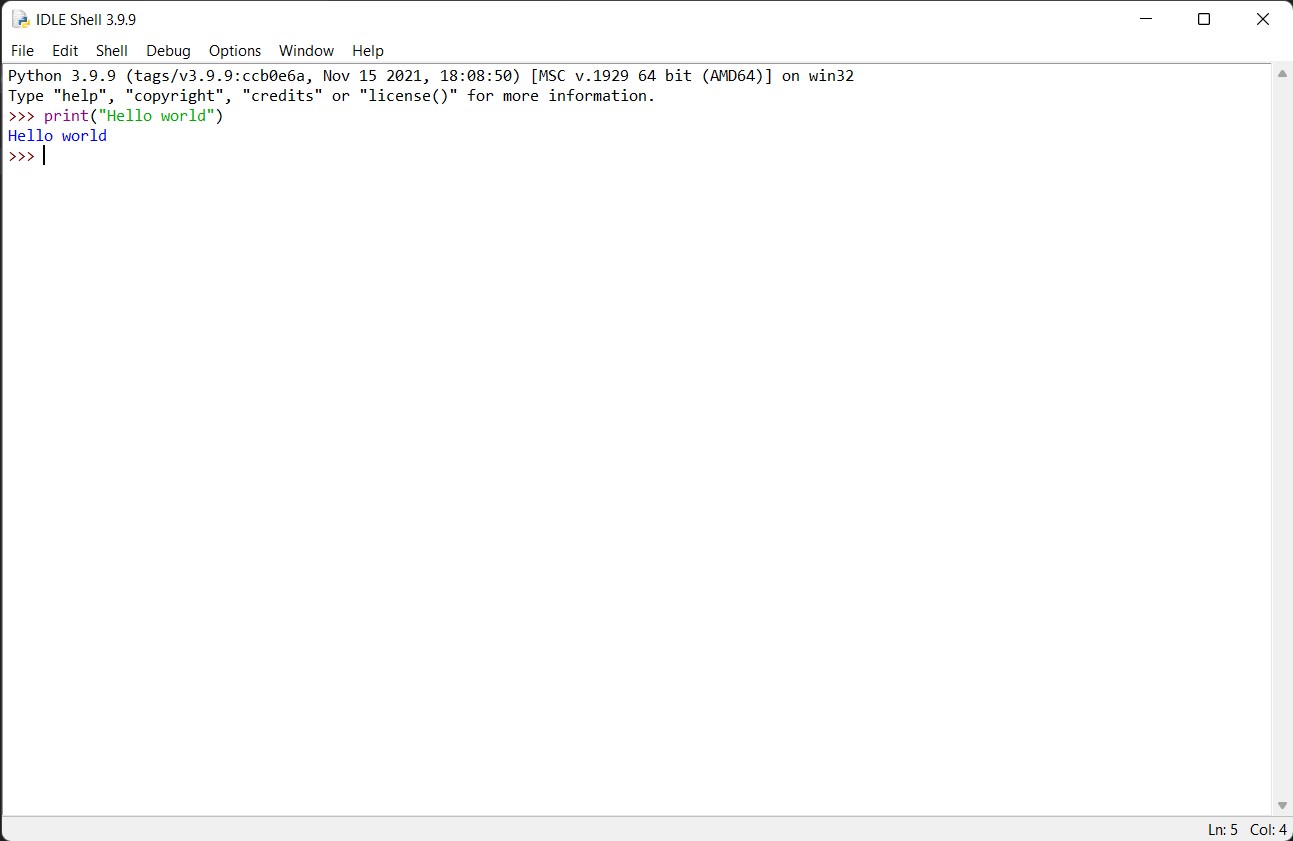 IDLE Shell 3.9.9
File Edit Shell Debug Options Window Help
Python 3.9.9 (tags/v3.9.9:ccb0e6a, Nov 15 2021, 18:08:50) [MSC v.1929 64 bit (AMD64)] on win32
Type "help", "copyright", "credits" or "license()" for more information.
>>> print("Hello world")
Hello world
>>>
Ln: 5 Col: 4